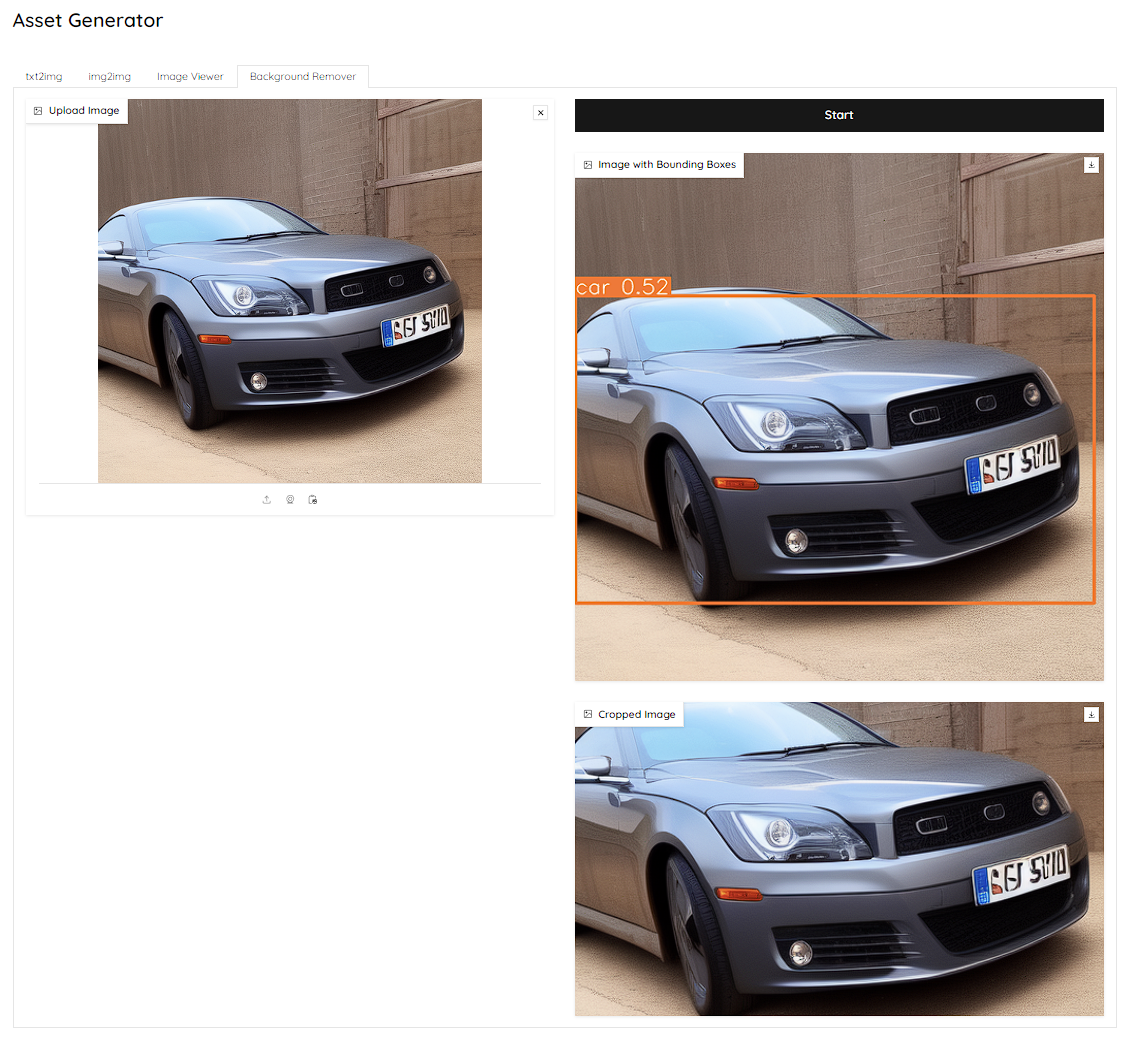 Asset Generator
txt2img
img2img
Image Viewer
Background Remover
Upload Image
Start
Image with Bounding Boxes
car 0.52
Cropped Image